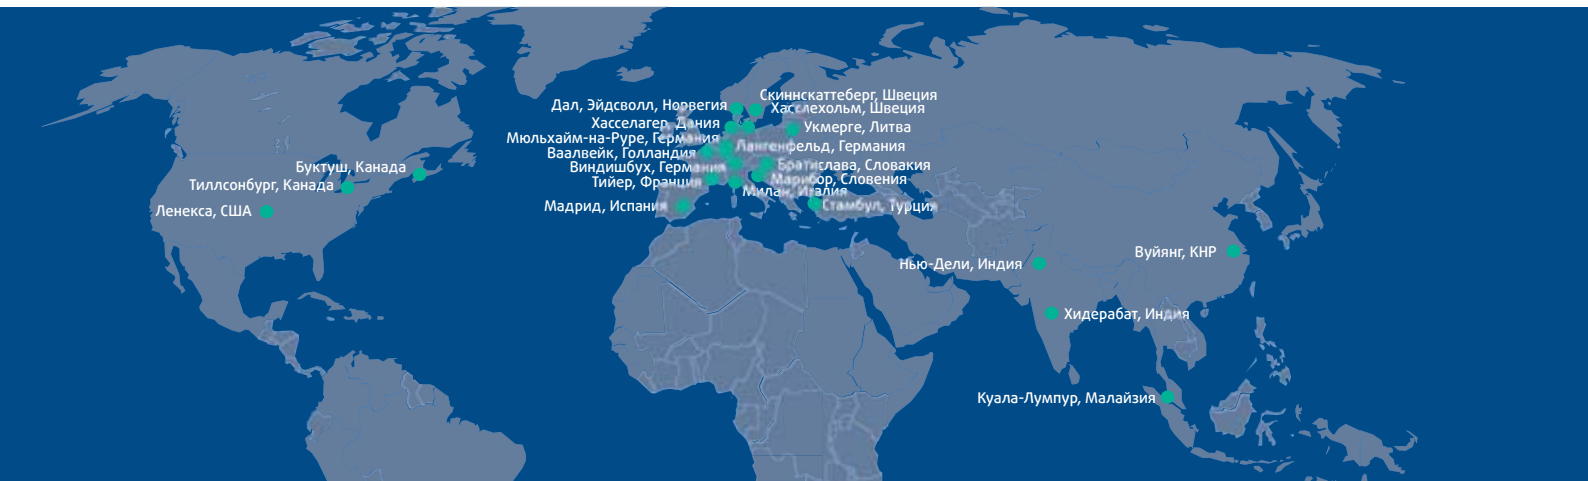 Скиннскаттеберг, Швеция
Дал, Эйдсволл, Норвегия
Хасслехольм, Швеция
Хасселагер, Дания
Укмерге, Литва
Мюльхайм-на-Руре, Германия
Лангенфельд, Германия
Ваалвейк, Голландия
Виндишбух, Германия
Братислава, Словакия
Тийер, Франция
Марибор, Словения
Милан, Италия
Мадрид, Испания
Стамбул, Турция
Буктуш, Канада
Тиллсонбург, Канада
Ленекса, США
Вуйянг, КНР
Нью-Дели, Индия
Хидерабат, Индия
Куала-Лумпур, Малайзия